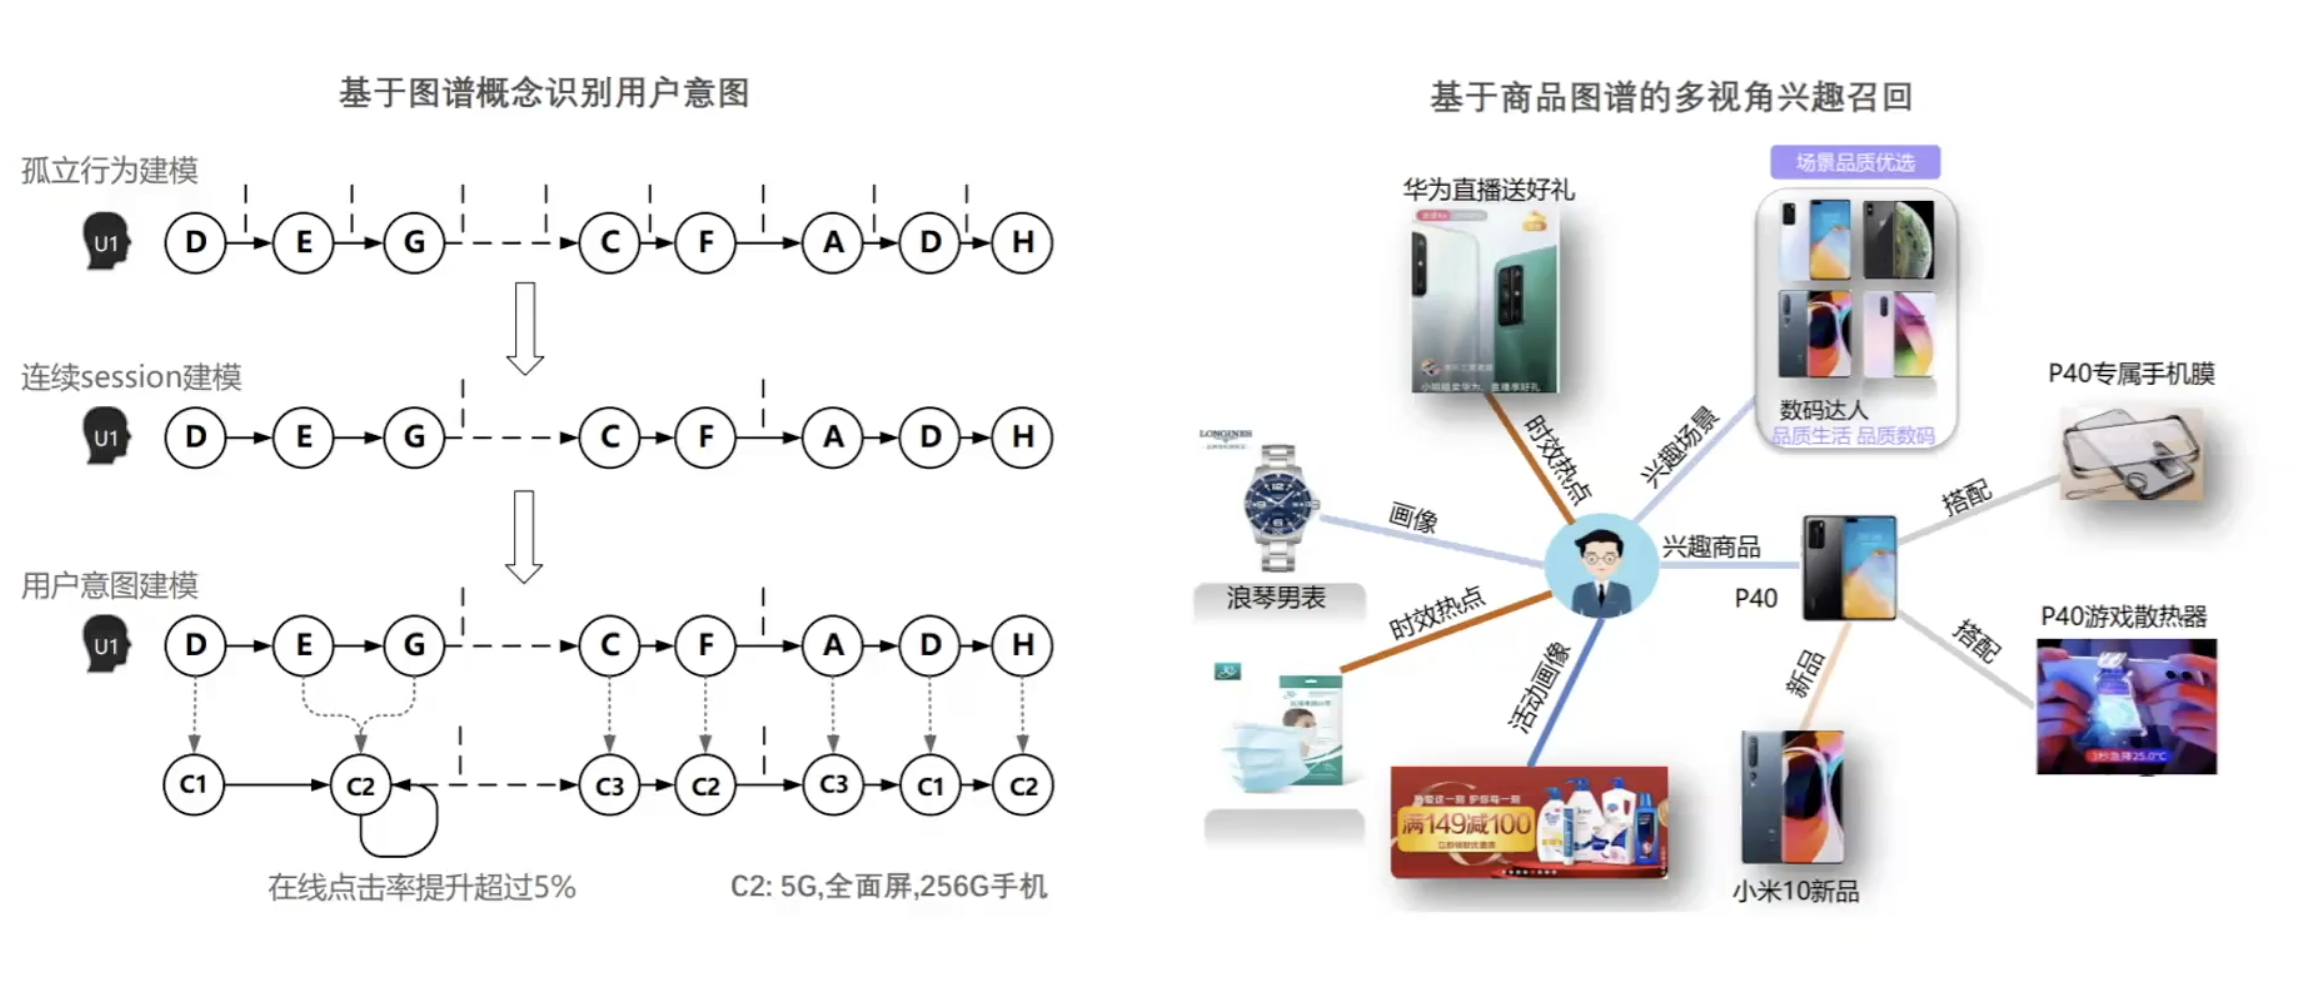 基于图谱概念识别用户意图
孤立行为建模
U1 D E G C F A D H
连续session建模
U1 D E G C F A D H
用户意图建模
U1 D E G C F A D H
C1 C2 C3 C2 C3 C1 C2
在线点击率提升超过5%
C2: 5G,全面屏,256G手机
基于商品图谱的多视角兴趣召回
场景品质优选
华为直播送好礼
数码达人
品质生活 品质数码
P40专属手机膜
LONGINES
时效热点
兴趣场景
搭配
画像
兴趣商品
P40
浪琴男表
时效热点
活动画像
新品
搭配
P40游戏散热器
3秒急降25.0°C
满149减100
小米10新品